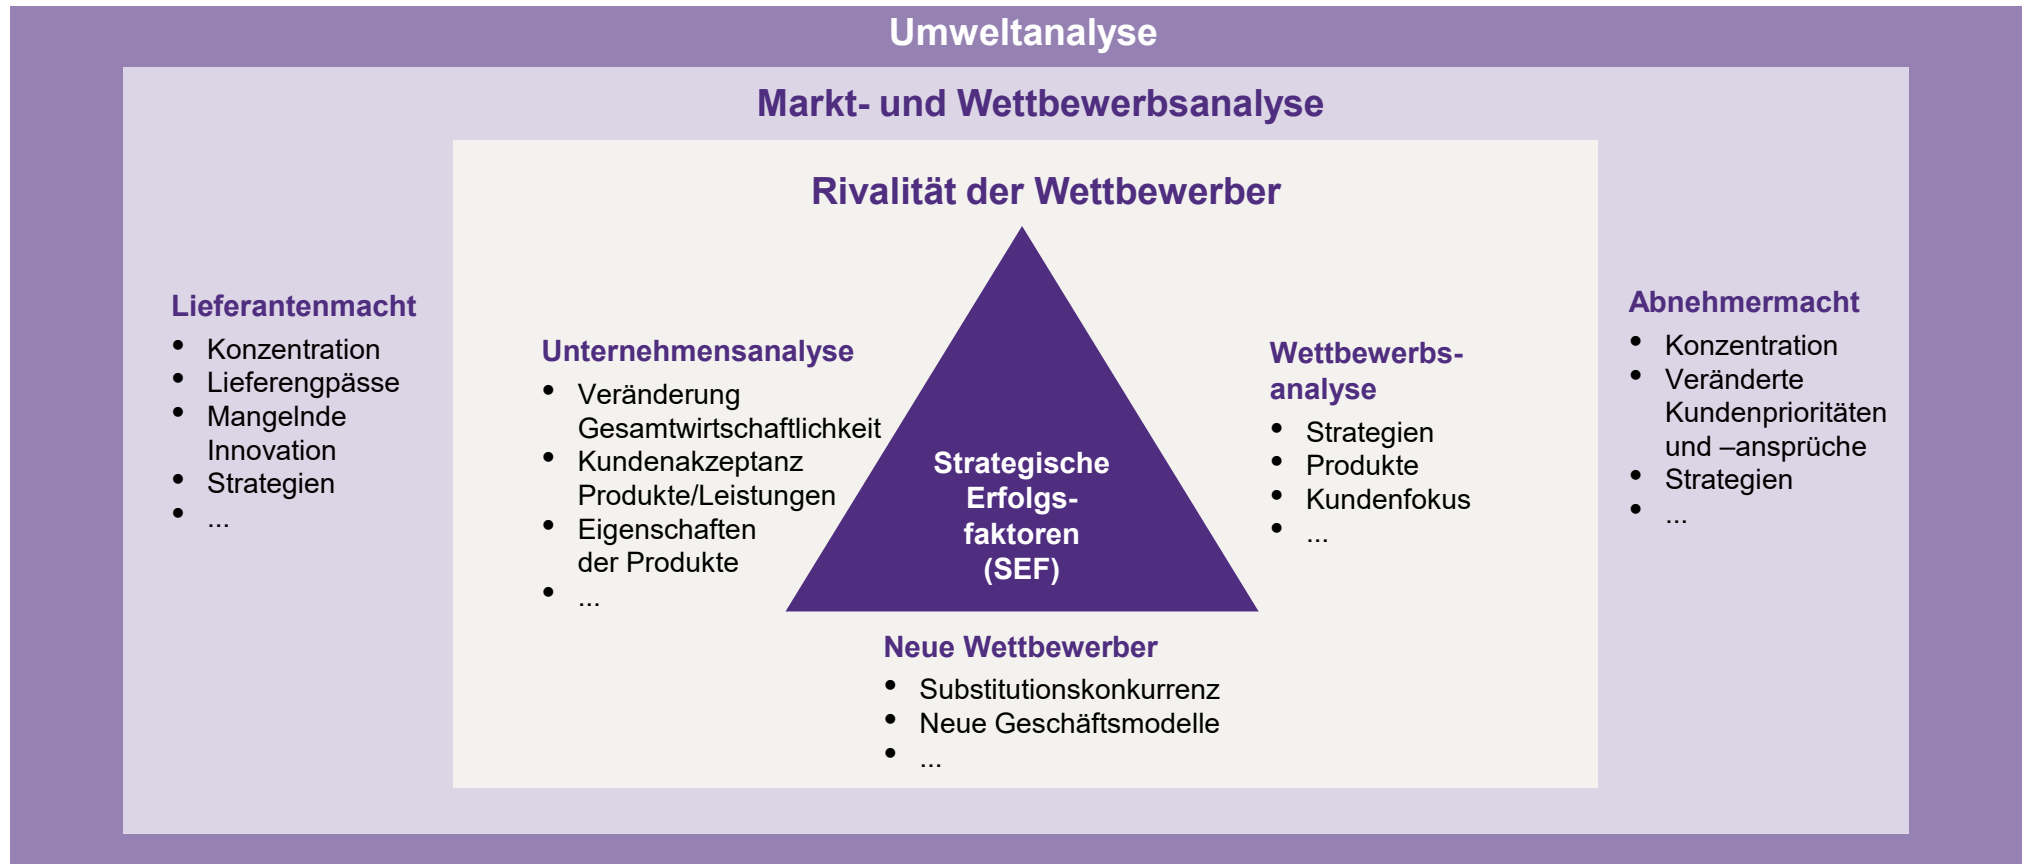 Umweltanalyse
Markt- und Wettbewerbsanalyse
Rivalität der Wettbewerber
Lieferantenmacht
• Konzentration
• Lieferengpässe
• Mangelnde
Innovation
• Strategien
• ...
Unternehmensanalyse
• Veränderung
Gesamtwirtschaftlichkeit
• Kundenakzeptanz
Produkte/Leistungen
• Eigenschaften
der Produkte
• ...
Strategische
Erfolgs-
faktoren
(SEF)
Wettbewerbs-
analyse
• Strategien
• Produkte
• Kundenfokus
• ...
Abnehmermacht
• Konzentration
• Veränderte
Kundenprioritäten
und –ansprüche
• Strategien
• ...
Neue Wettbewerber
• Substitutionskonkurrenz
• Neue Geschäftsmodelle
• ...